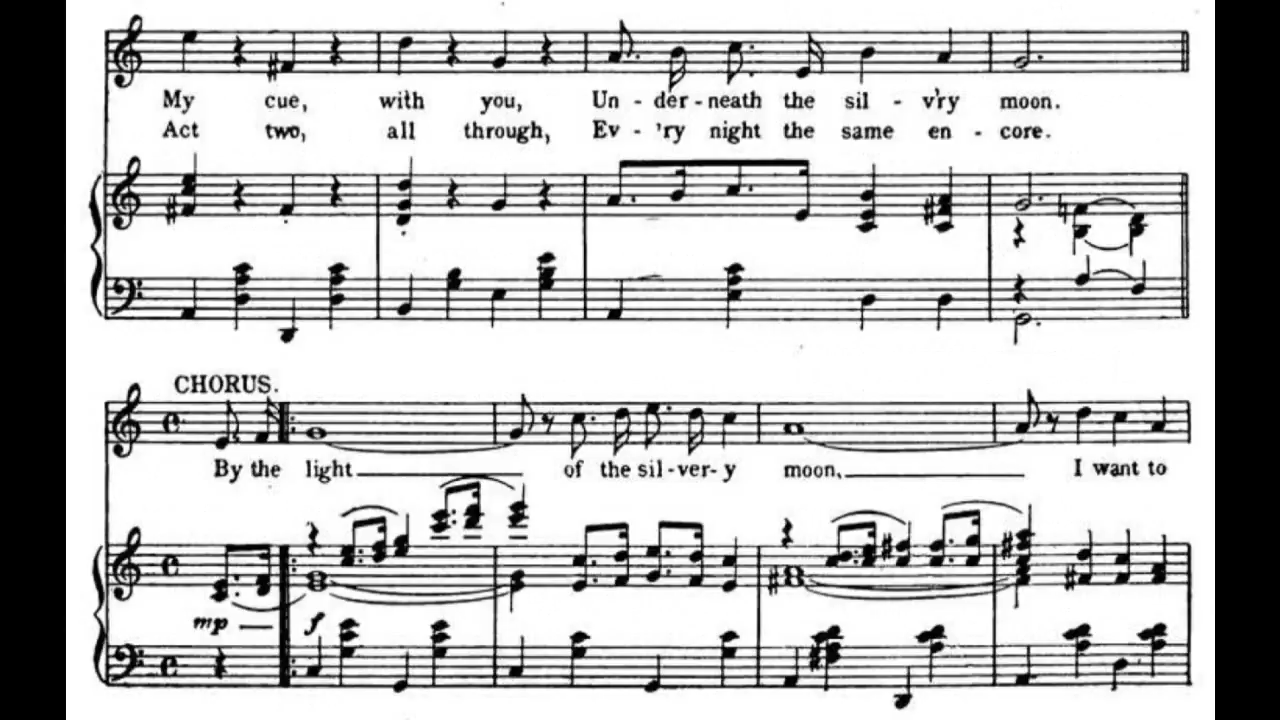 My cue, with you, Un - der - neath the sil - v'ry moon.
Act two, all through, Ev - 'ry night the same en - core.
CHORUS.
By the light of the sil - ver - y moon, I want to
mp
f